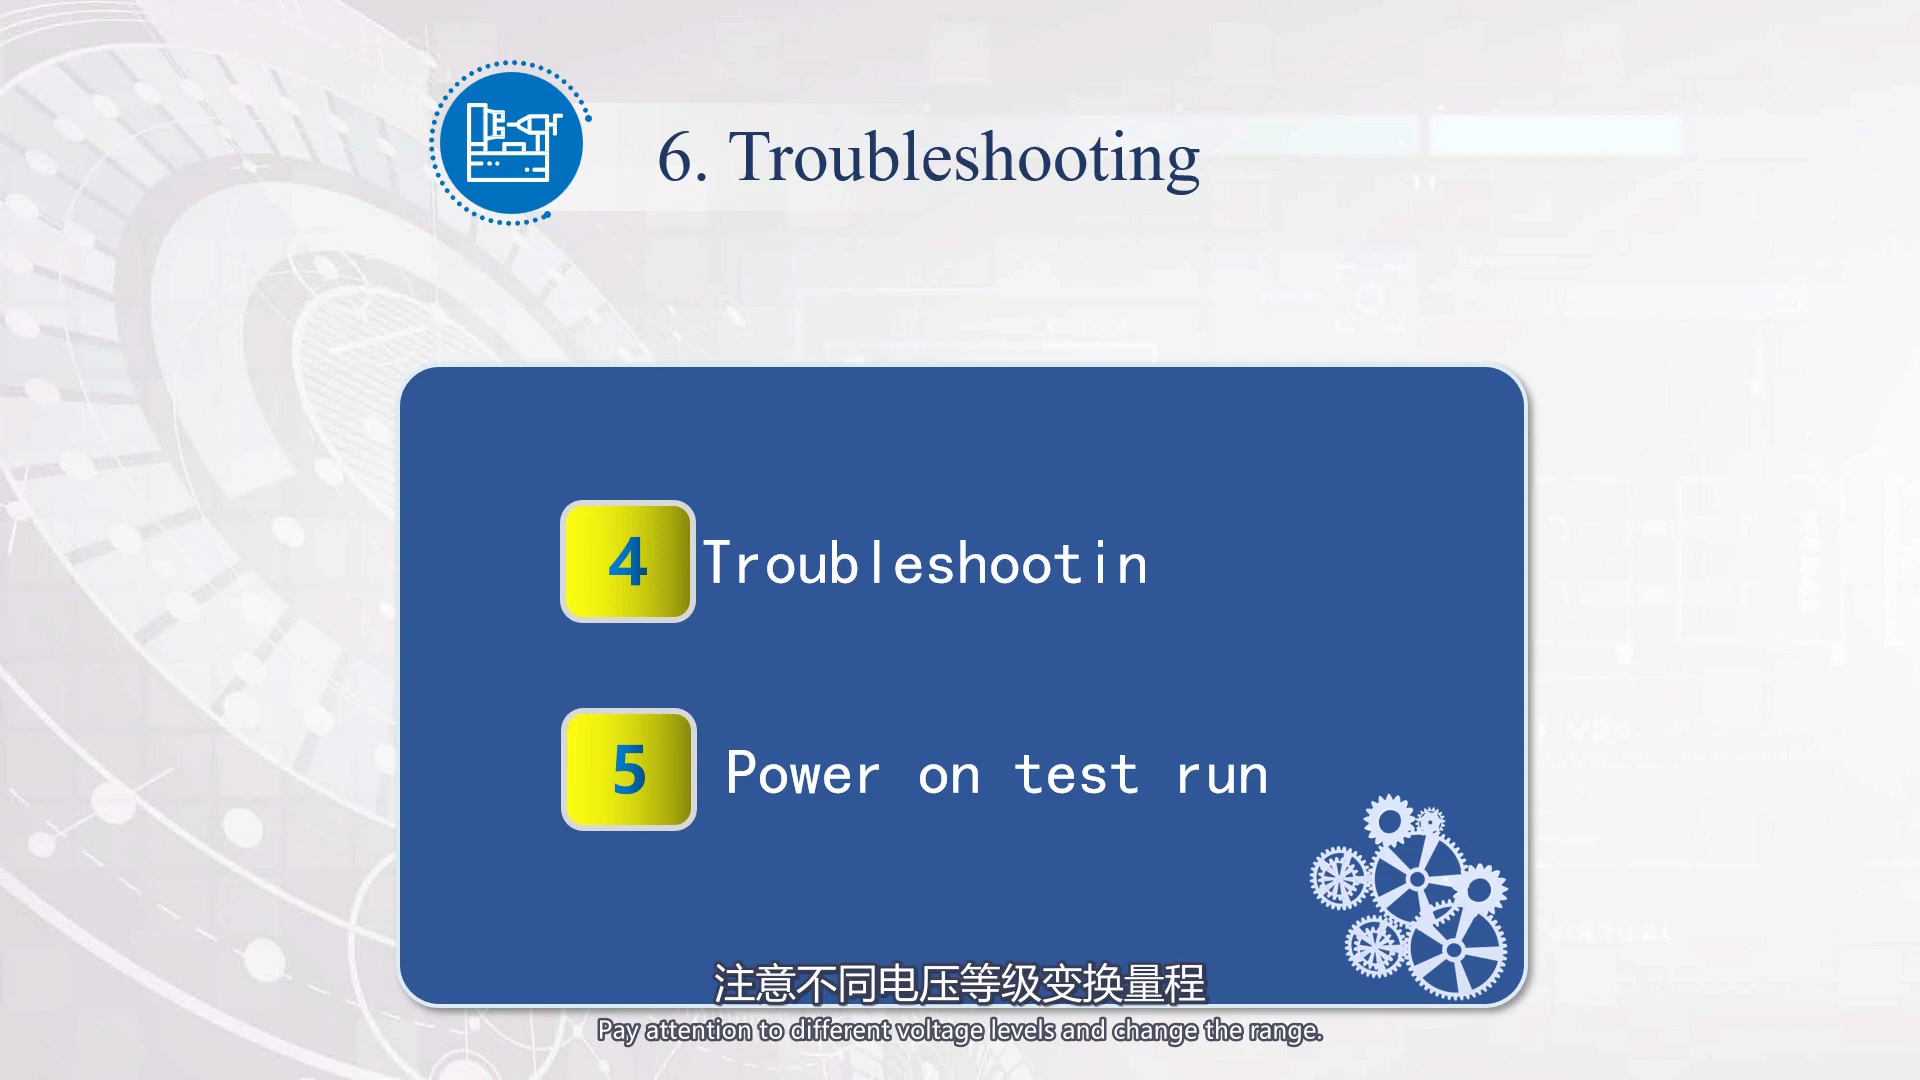 6. Troubleshooting
4 Troubleshootin
5 Power on test run
注意不同电压等级变换量程
Pay attention to different voltage levels and change the range.